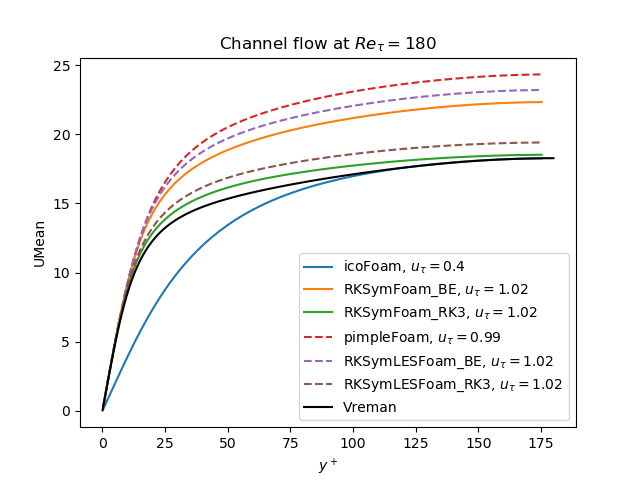 Channel flow at $Re_\tau = 180$
UMean
25
20
15
10
5
0
0 25 50 75 100 125 150 175
$y^+$
icoFoam, $u_\tau = 0.4$
RKSymFoam_BE, $u_\tau = 1.02$
RKSymFoam_RK3, $u_\tau = 1.02$
pimpleFoam, $u_\tau = 0.99$
RKSymLESFoam_BE, $u_\tau = 1.02$
RKSymLESFoam_RK3, $u_\tau = 1.02$
Vreman